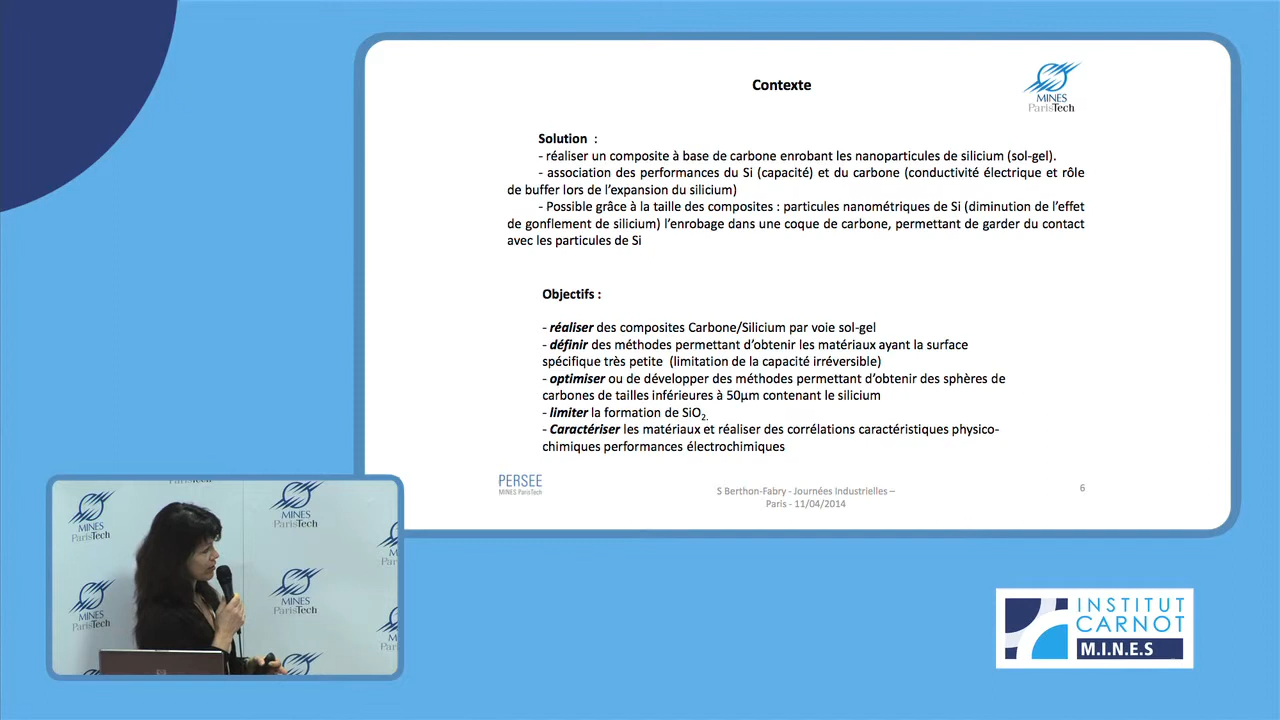 Contexte
MINES
ParisTech
Solution :
- réaliser un composite à base de carbone enrobant les nanoparticules de silicium (sol-gel).
- association des performances du Si (capacité) et du carbone (conductivité électrique et rôle
de buffer lors de l'expansion du silicium)
- Possible grâce à la taille des composites : particules nanométriques de Si (diminution de l'effet
de gonflement de silicium) l'enrobage dans une coque de carbone, permettant de garder du contact
avec les particules de Si
Objectifs :
- réaliser des composites Carbone/Silicium par voie sol-gel
- définir des méthodes permettant d'obtenir les matériaux ayant la surface
spécifique très petite (limitation de la capacité irréversible)
- optimiser ou de développer des méthodes permettant d'obtenir des sphères de
carbones de tailles inférieures à 50µm contenant le silicium
- limiter la formation de SiO2.
- Caractériser les matériaux et réaliser des corrélations caractéristiques physico-
chimiques performances électrochimiques
PERSEE
MINES ParisTech
S Berthon-Fabry - Journées Industrielles –
Paris - 11/04/2014
6
ParisTech
MINES
ParisTech
MINES
ParisTech
MINES
ParisTech
MINES
ParisTech
INSTITUT
CARNOT
M.I.N.E.S